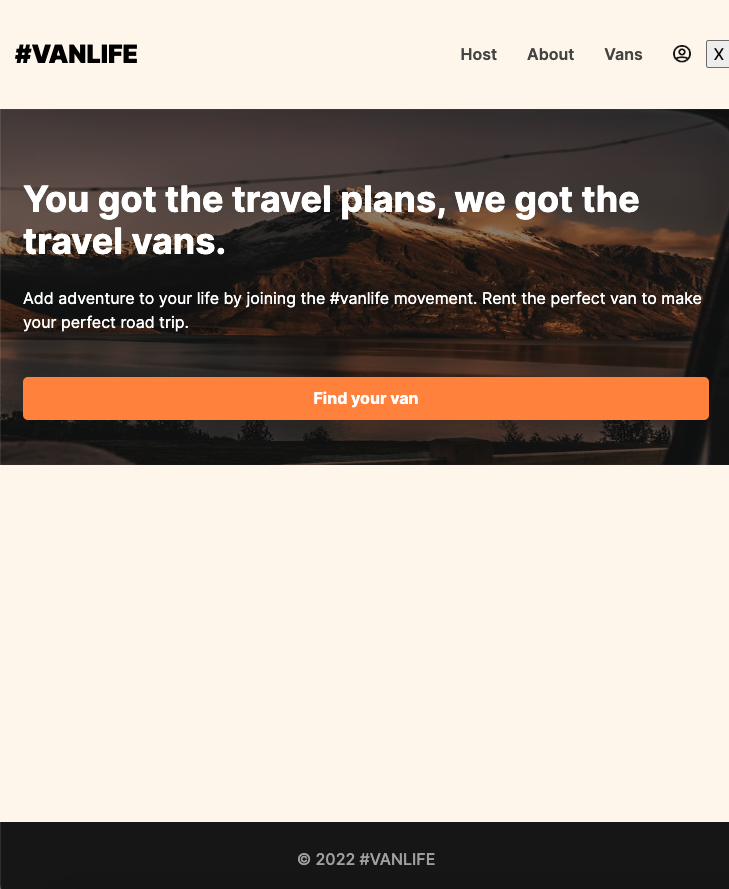 #VANLIFE
Host
About
Vans
X
You got the travel plans, we got the
travel vans.
Add adventure to your life by joining the #vanlife movement. Rent the perfect van to make
your perfect road trip.
Find your van
© 2022 #VANLIFE